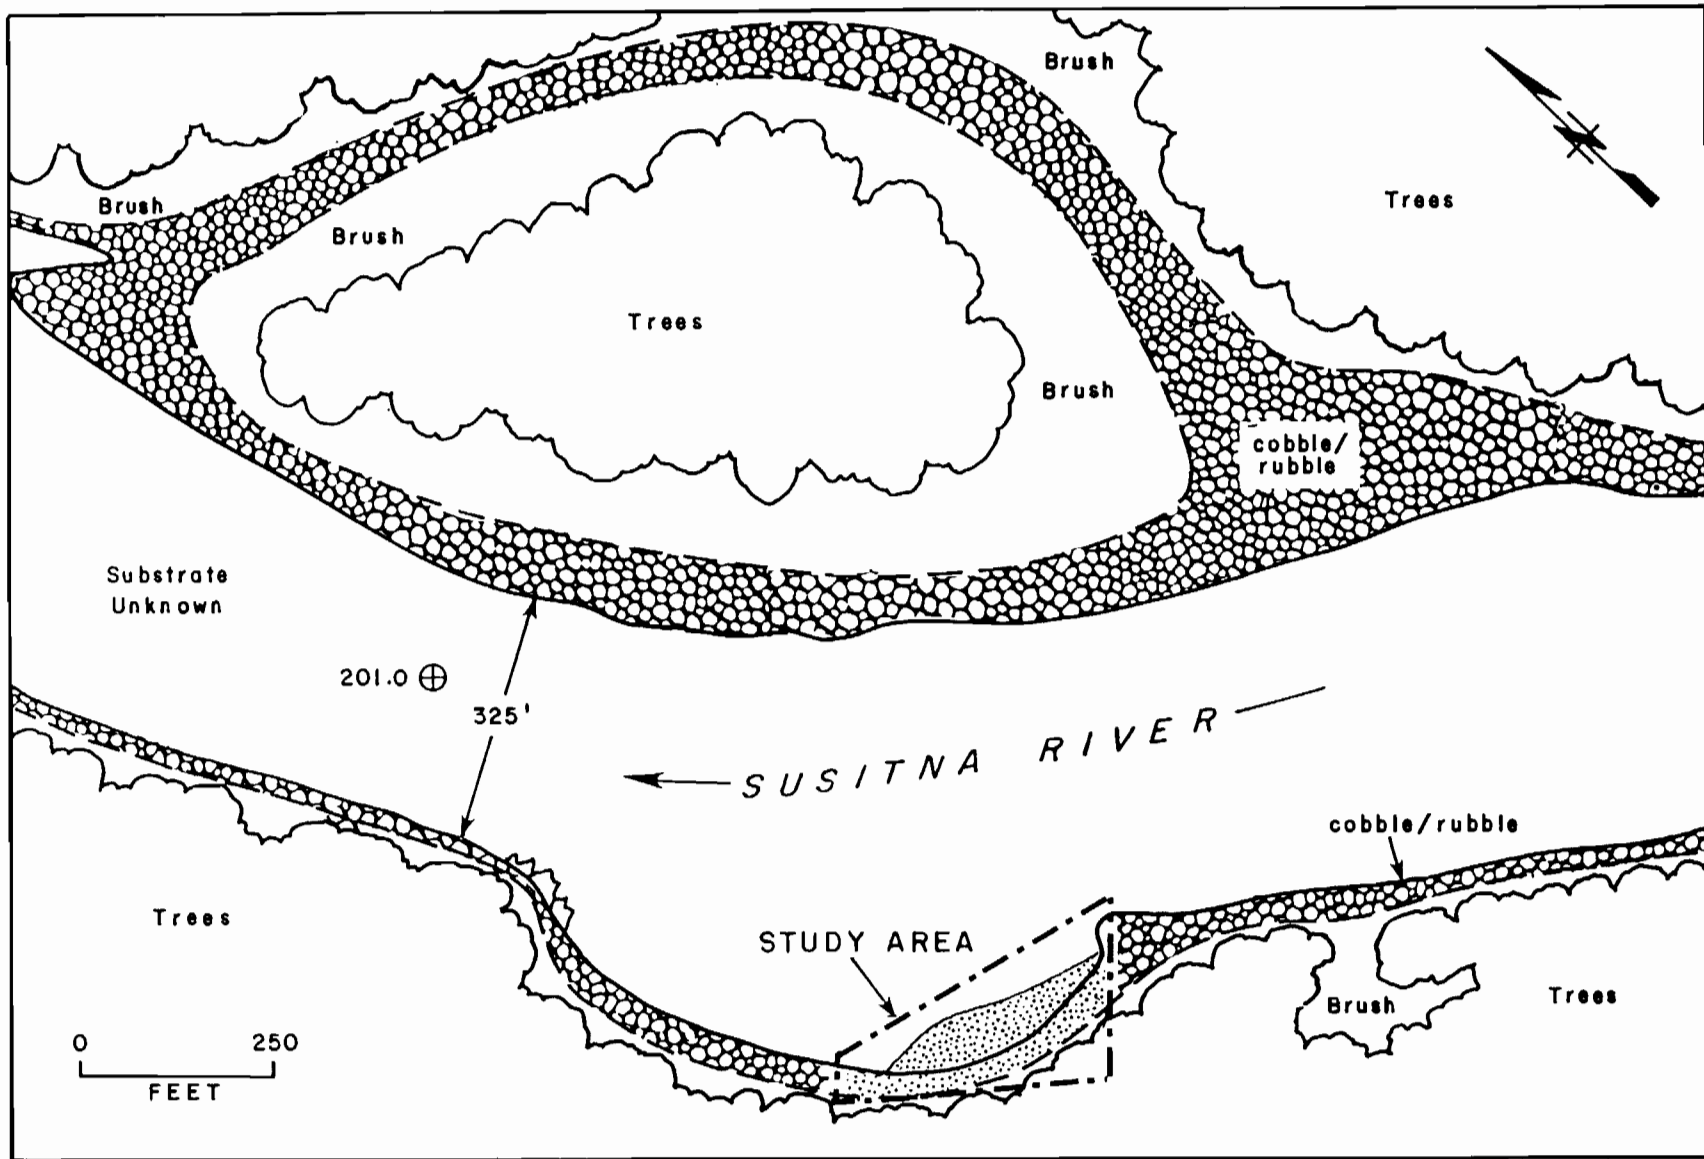 Brush
Trees
Brush
Brush
Trees
Brush
cobble/
rubble
Substrate
Unknown
201.0
325'
SUSITNA RIVER
cobble/rubble
Trees
STUDY AREA
Brush
Trees
0 250
FEET